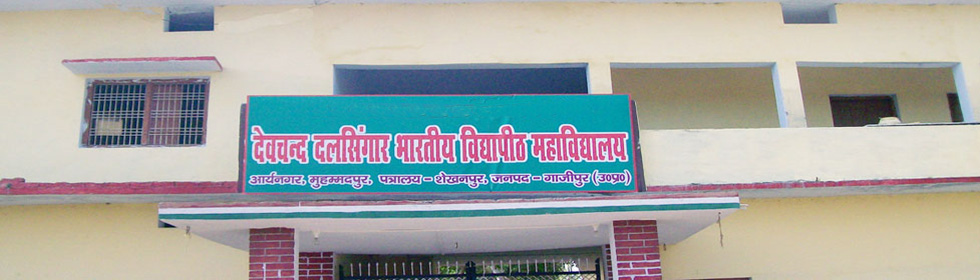 देवचन्द दलसिंगार भारतीय विद्यापीठ महाविद्यालय
आर्यनगर, मुहम्मदपुर, पत्रालय - शेखनपुर, जनपद - गाजीपुर (उ०प्र०)